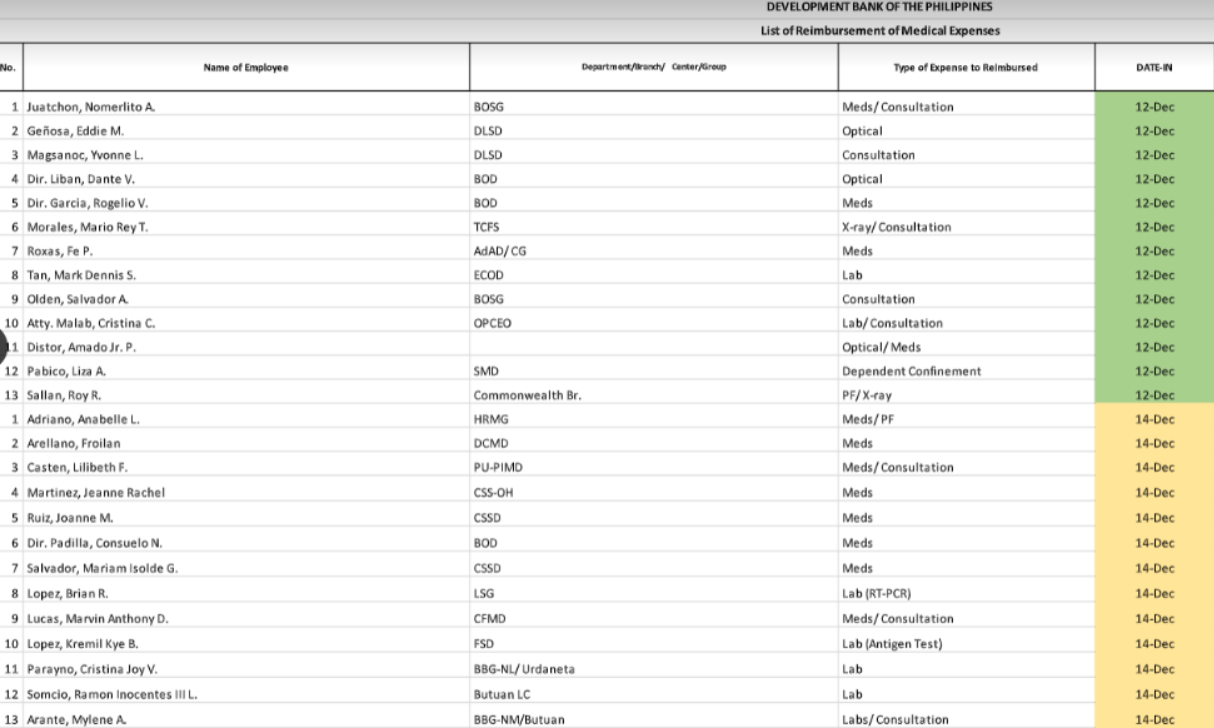 DEVELOPMENT BANK OF THE PHILIPPINES
List of Reimbursement of Medical Expenses
No. Name of Employee Department/Branch/ Center/Group Type of Expense to Reimbursed DATE-IN
1 Juatchon, Nomerlito A. BOSG Meds/Consultation 12-Dec
2 Geñosa, Eddie M. DLSD Optical 12-Dec
3 Magsanoc, Yvonne L. DLSD Consultation 12-Dec
4 Dir. Liban, Dante V. BOD Optical 12-Dec
5 Dir. Garcia, Rogelio V. BOD Meds 12-Dec
6 Morales, Mario Rey T. TCFS X-ray/Consultation 12-Dec
7 Roxas, Fe P. AdAD/CG Meds 12-Dec
8 Tan, Mark Dennis S. ECOD Lab 12-Dec
9 Olden, Salvador A. BOSG Consultation 12-Dec
10 Atty. Malab, Cristina C. OPCEO Lab/Consultation 12-Dec
11 Distor, Amado Jr. P. Optical/Meds 12-Dec
12 Pabico, Liza A. SMD Dependent Confinement 12-Dec
13 Sallan, Roy R. Commonwealth Br. PF/X-ray 12-Dec
1 Adriano, Anabelle L. HRMG Meds/PF 14-Dec
2 Arellano, Froilan DCMD Meds 14-Dec
3 Casten, Lilibeth F. PU-PIMD Meds/Consultation 14-Dec
4 Martinez, Jeanne Rachel CSS-OH Meds 14-Dec
5 Ruiz, Joanne M. CSSD Meds 14-Dec
6 Dir. Padilla, Consuelo N. BOD Meds 14-Dec
7 Salvador, Mariam Isolde G. CSSD Meds 14-Dec
8 Lopez, Brian R. LSG Lab (RT-PCR) 14-Dec
9 Lucas, Marvin Anthony D. CFMD Meds/Consultation 14-Dec
10 Lopez, Kremil Kye B. FSD Lab (Antigen Test) 14-Dec
11 Parayno, Cristina Joy V. BBG-NL/Urdaneta Lab 14-Dec
12 Somcio, Ramon Inocentes III L. Butuan LC Lab 14-Dec
13 Arante, Mylene A. BBG-NM/Butuan Labs/Consultation 14-Dec